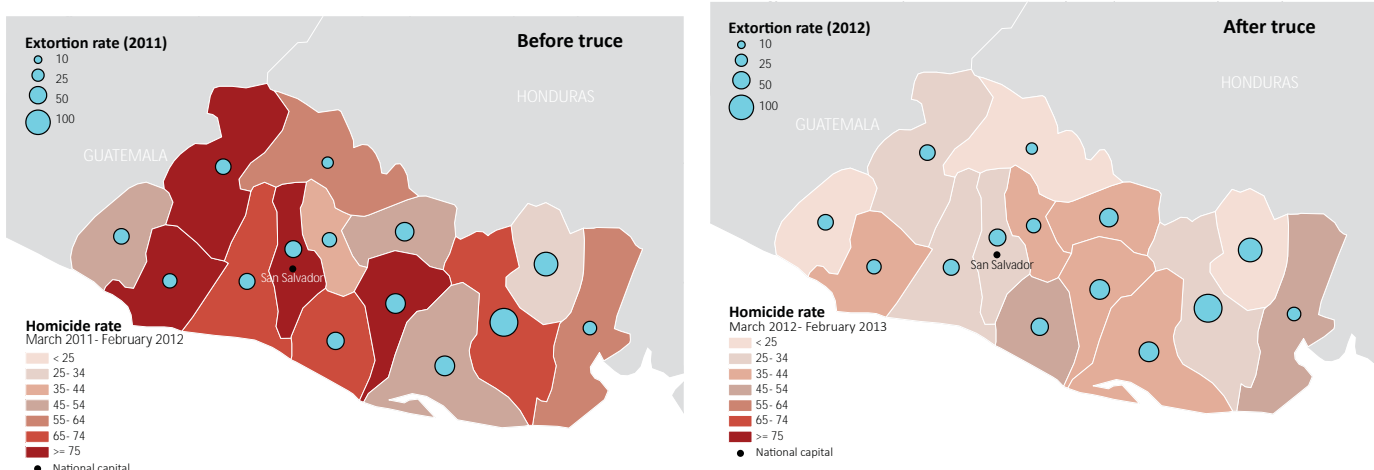 Extortion rate (2011)
10
25
50
100
Before truce
HONDURAS
GUATEMALA
San Salvador
Homicide rate
March 2011- February 2012
< 25
25- 34
35- 44
45- 54
55- 64
65- 74
>= 75
National capital
Extortion rate (2012)
10
25
50
100
After truce
HONDURAS
GUATEMALA
San Salvador
Homicide rate
March 2012- February 2013
< 25
25- 34
35- 44
45- 54
55- 64
65- 74
>= 75
National capital